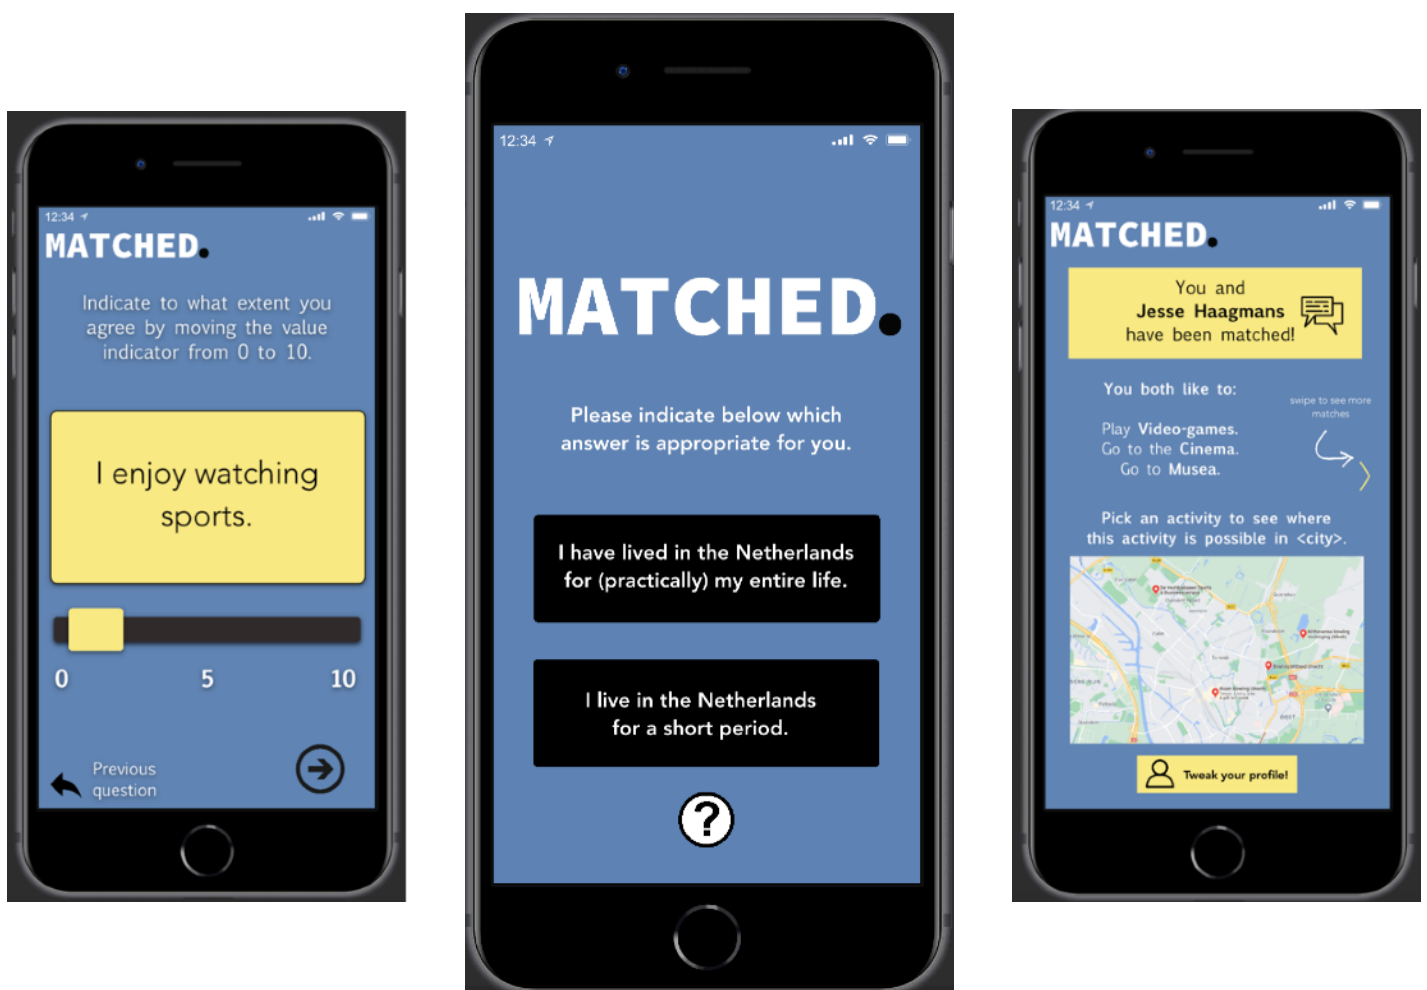 12:34
MATCHED.
Indicate to what extent you
agree by moving the value
indicator from 0 to 10.
I enjoy watching
sports.
0 5 10
Previous
question
12:34
MATCHED.
Please indicate below which
answer is appropriate for you.
I have lived in the Netherlands
for (practically) my entire life.
I live in the Netherlands
for a short period.
?
12:34
MATCHED.
You and
Jesse Haagmans
have been matched!
You both like to:
swipe to see more
matches
Play Video-games.
Go to the Cinema.
Go to Musea.
Pick an activity to see where
this activity is possible in <city>.
OOST
Tweak your profile!